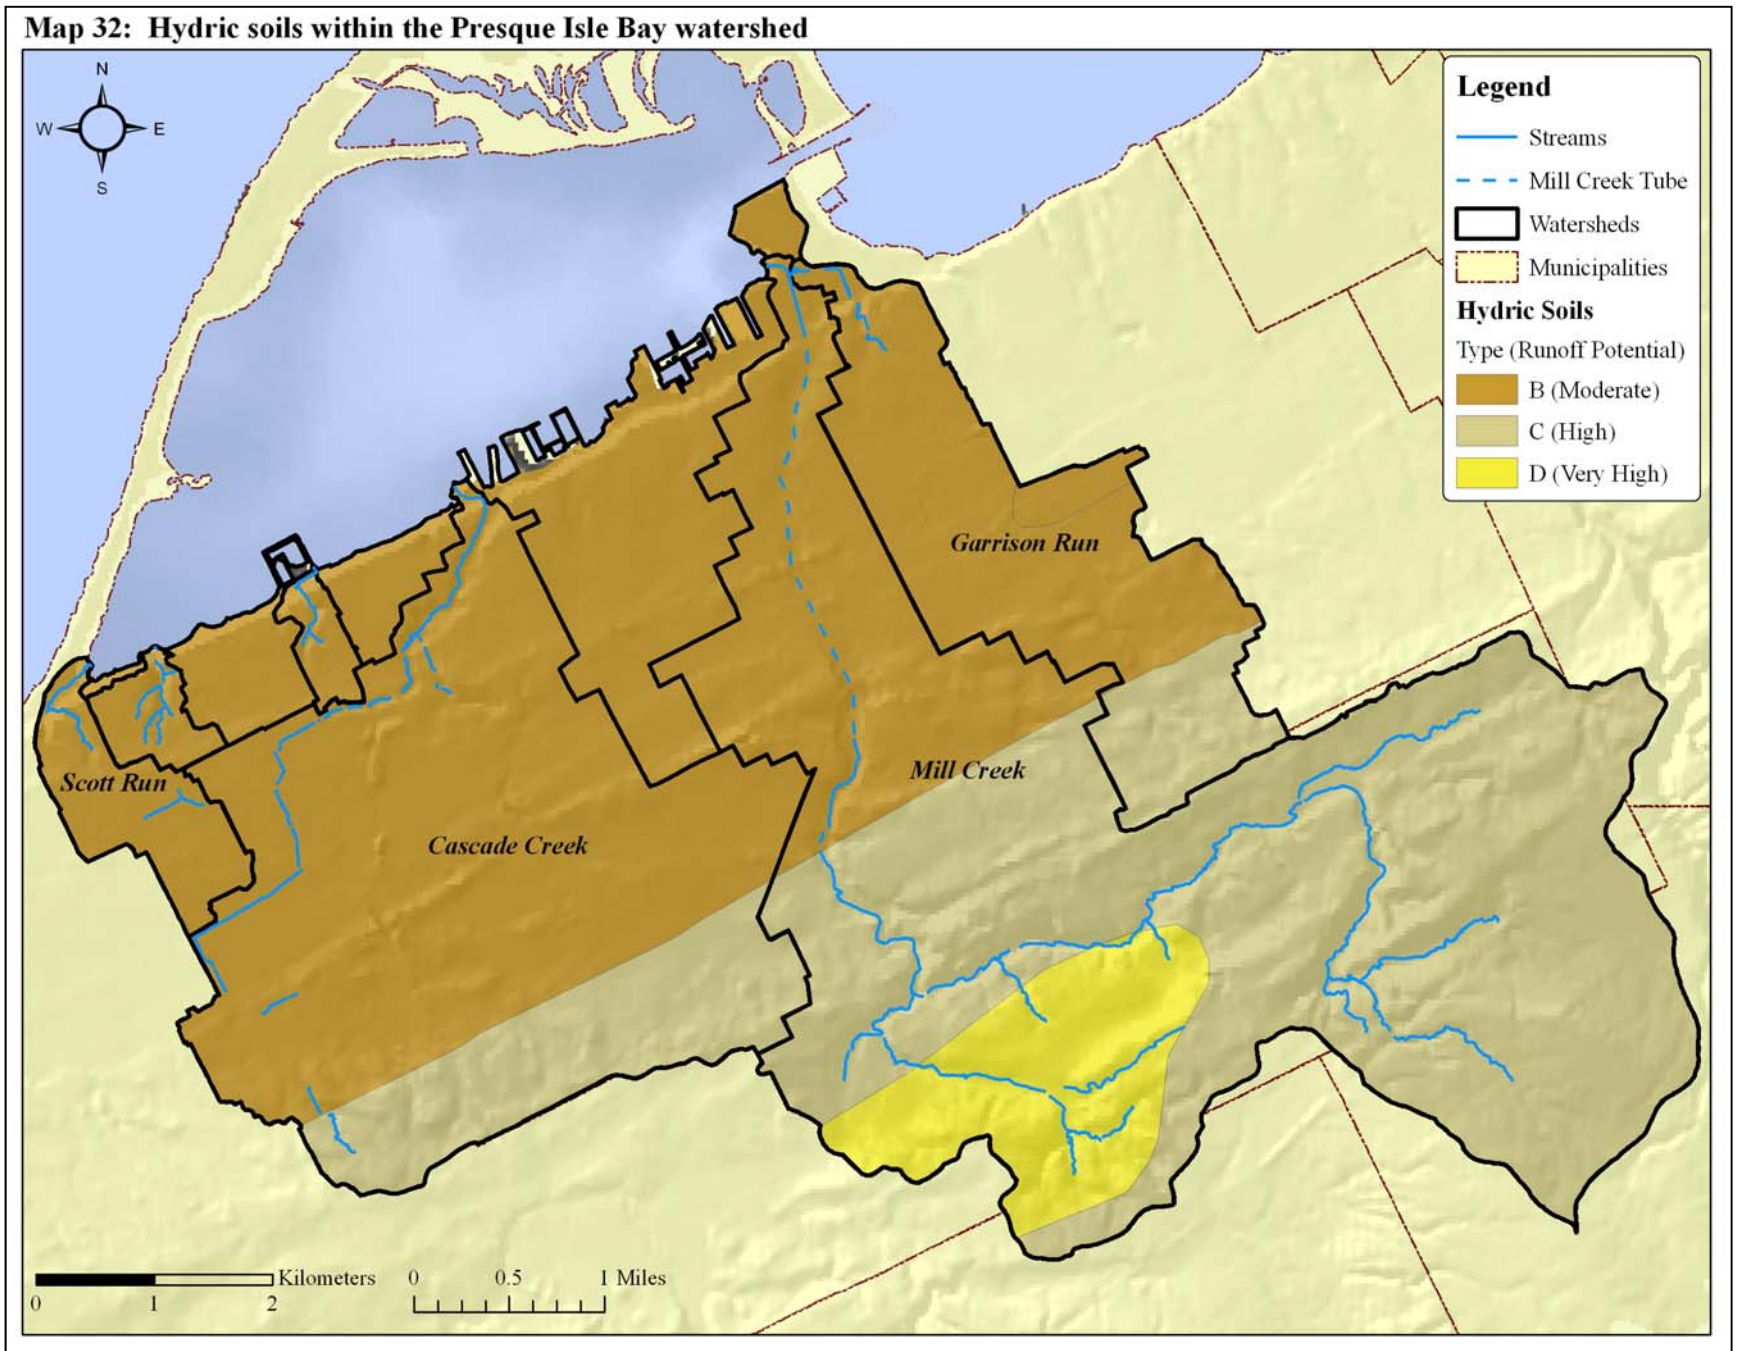 Map 32: Hydric soils within the Presque Isle Bay watershed
N
W E
S
Legend
Streams
Mill Creek Tube
Watersheds
Municipalities
Hydric Soils
Type (Runoff Potential)
B (Moderate)
C (High)
D (Very High)
Garrison Run
Mill Creek
Scott Run
Cascade Creek
Kilometers
0 1 2
0 0.5 1 Miles